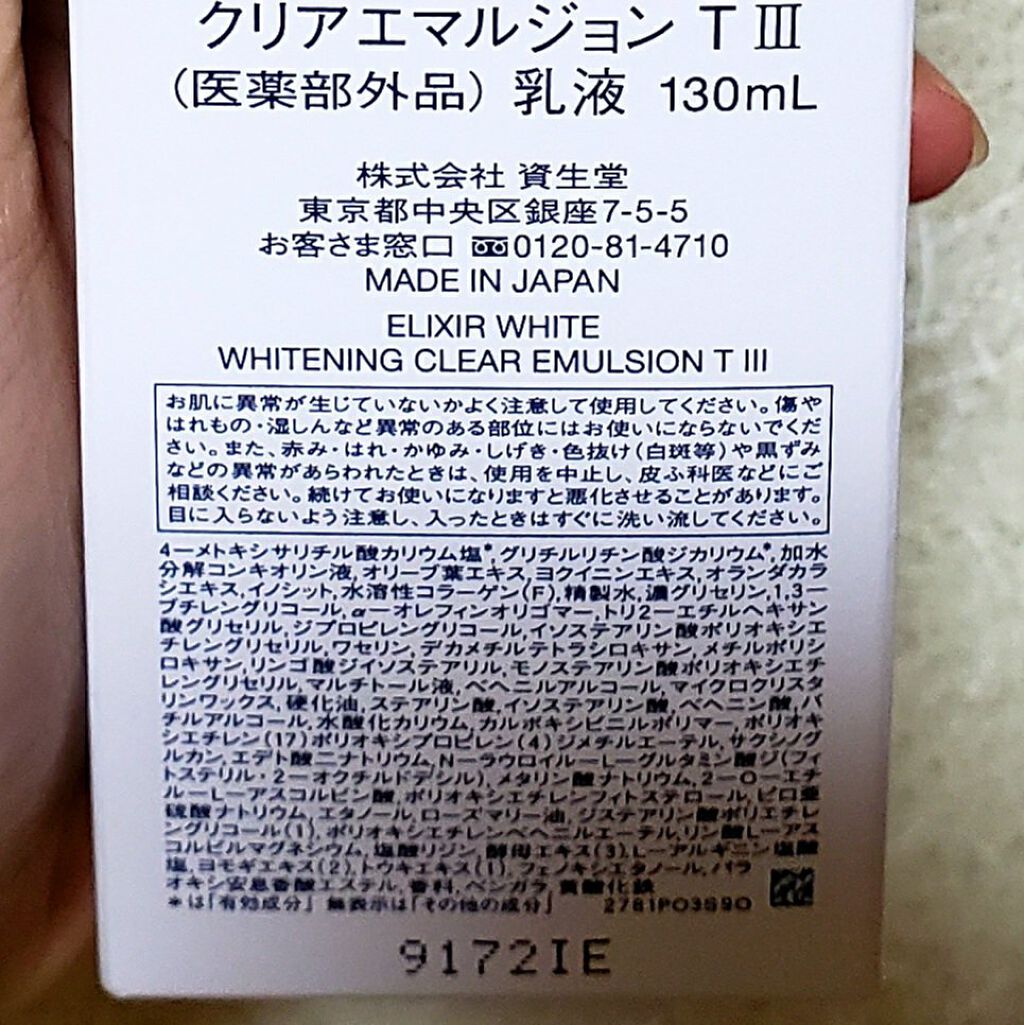 クリアエマルジョン T Ⅲ
（医薬部外品） 乳液 130mL
株式会社 資生堂
東京都中央区銀座7-5-5
お客さま窓口 0120-81-4710
MADE IN JAPAN
ELIXIR WHITE
WHITENING CLEAR EMULSION T III
お肌に異常が生じていないかよく注意して使用してください。傷や
はれもの・湿しんなど異常のある部位にはお使いにならないでくだ
さい。また、赤み・はれ・かゆみ・しげき・色抜け（白斑等）や黒ずみ
などの異常があらわれたときは、使用を中止し、皮ふ科医などにご
相談ください。続けてお使いになりますと悪化させることがあります。
目に入らないよう注意し、入ったときはすぐに洗い流してください。
4－メトキシサリチル酸カリウム塩*,グリチルリチン酸ジカリウム*,加水
分解コンキオリン液,オリーブ葉エキス,ヨクイニンエキス,オランダカラ
シエキス,イノシット,水溶性コラーゲン(F),精製水,濃グリセリン,1,3－
ブチレングリコール,α－オレフィンオリゴマー,トリ2－エチルヘキサン
酸グリセリル,ジプロピレングリコール,イソステアリン酸ポリオキシエ
チレングリセリル,ワセリン,デカメチルテトラシロキサン,メチルポリシ
ロキサン,リンゴ酸ジイソステアリル,モノステアリン酸ポリオキシエチ
レングリセリル,マルチトール液,ベヘニルアルコール,マイクロクリスタ
リンワックス,硬化油,ステアリン酸,イソステアリン酸,ベヘニン酸,バ
チルアルコール,水酸化カリウム,カルボキシビニルポリマー,ポリオキ
シエチレン(17)ポリオキシプロピレン(4)ジメチルエーテル,サクシノグ
ルカン,エデト酸二ナトリウム,N－ラウロイル－L－グルタミン酸ジ(フィ
トステリル・2－オクチルドデシル),メタリン酸ナトリウム,2－O－エチ
ル－L－アスコルビン酸,ポリオキシエチレンフィトステロール,ピロ亜
硫酸ナトリウム,エタノール,ローズマリー油,ジステアリン酸ポリエチレ
ングリコール(1),ポリオキシエチレンベヘニルエーテル,リン酸L－アス
コルビルマグネシウム,塩酸リジン,酵母エキス(3),L－アルギニン塩酸
塩,ヨモギエキス(2),トウキエキス(1),フェノキシエタノール,パラ
オキシ安息香酸エステル,香料,ベンガラ,黄酸化鉄
*は「有効成分」 無表示は「その他の成分」 2781PO3S90
9172IE